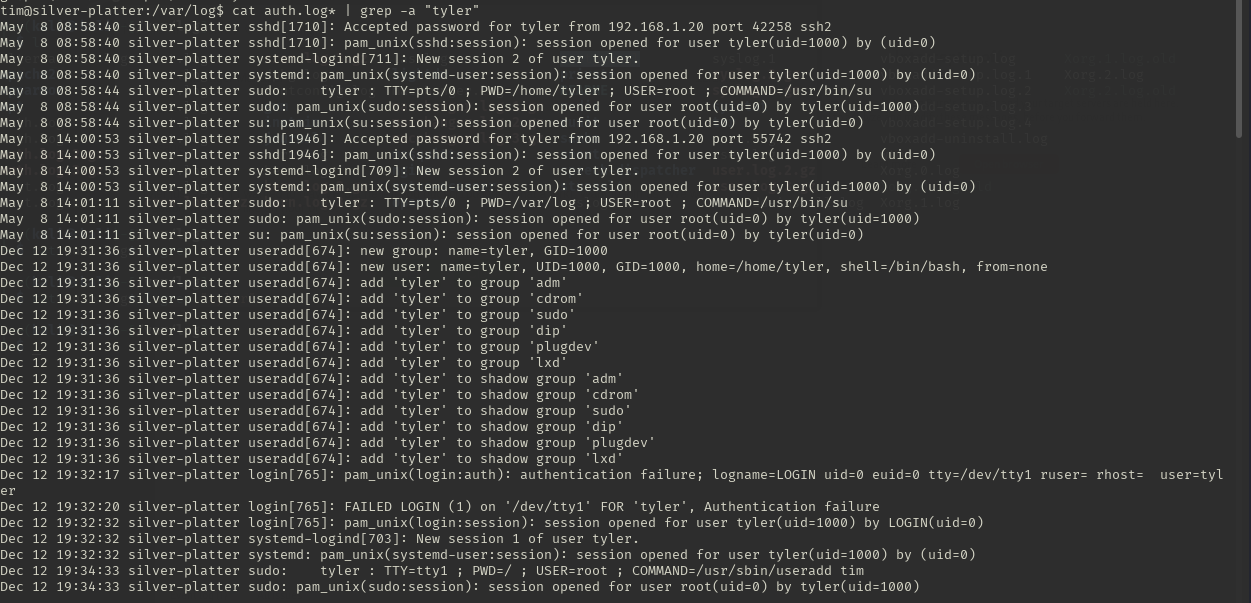 tim@silver-platter:/var/log$ cat auth.log* | grep -a "tyler"
May  8 08:58:40 silver-platter sshd[1710]: Accepted password for tyler from 192.168.1.20 port 42258 ssh2
May  8 08:58:40 silver-platter sshd[1710]: pam_unix(sshd:session): session opened for user tyler(uid=1000) by (uid=0)
May  8 08:58:40 silver-platter systemd-logind[711]: New session 2 of user tyler.
May  8 08:58:40 silver-platter systemd: pam_unix(systemd-user:session): session opened for user tyler(uid=1000) by (uid=0)
May  8 08:58:44 silver-platter sudo:    tyler : TTY=pts/0 ; PWD=/home/tyler ; USER=root ; COMMAND=/usr/bin/su
May  8 08:58:44 silver-platter sudo: pam_unix(sudo:session): session opened for user root(uid=0) by tyler(uid=1000)
May  8 08:58:44 silver-platter su: pam_unix(su:session): session opened for user root(uid=0) by tyler(uid=0)
May  8 14:00:53 silver-platter sshd[1946]: Accepted password for tyler from 192.168.1.20 port 55742 ssh2
May  8 14:00:53 silver-platter sshd[1946]: pam_unix(sshd:session): session opened for user tyler(uid=1000) by (uid=0)
May  8 14:00:53 silver-platter systemd-logind[709]: New session 2 of user tyler.
May  8 14:00:53 silver-platter systemd: pam_unix(systemd-user:session): session opened for user tyler(uid=1000) by (uid=0)
May  8 14:01:11 silver-platter sudo:    tyler : TTY=pts/0 ; PWD=/var/log ; USER=root ; COMMAND=/usr/bin/su
May  8 14:01:11 silver-platter sudo: pam_unix(sudo:session): session opened for user root(uid=0) by tyler(uid=1000)
May  8 14:01:11 silver-platter su: pam_unix(su:session): session opened for user root(uid=0) by tyler(uid=0)
Dec 12 19:31:36 silver-platter useradd[674]: new group: name=tyler, GID=1000
Dec 12 19:31:36 silver-platter useradd[674]: new user: name=tyler, UID=1000, GID=1000, home=/home/tyler, shell=/bin/bash, from=none
Dec 12 19:31:36 silver-platter useradd[674]: add 'tyler' to group 'adm'
Dec 12 19:31:36 silver-platter useradd[674]: add 'tyler' to group 'cdrom'
Dec 12 19:31:36 silver-platter useradd[674]: add 'tyler' to group 'sudo'
Dec 12 19:31:36 silver-platter useradd[674]: add 'tyler' to group 'dip'
Dec 12 19:31:36 silver-platter useradd[674]: add 'tyler' to group 'plugdev'
Dec 12 19:31:36 silver-platter useradd[674]: add 'tyler' to group 'lxd'
Dec 12 19:31:36 silver-platter useradd[674]: add 'tyler' to shadow group 'adm'
Dec 12 19:31:36 silver-platter useradd[674]: add 'tyler' to shadow group 'cdrom'
Dec 12 19:31:36 silver-platter useradd[674]: add 'tyler' to shadow group 'sudo'
Dec 12 19:31:36 silver-platter useradd[674]: add 'tyler' to shadow group 'dip'
Dec 12 19:31:36 silver-platter useradd[674]: add 'tyler' to shadow group 'plugdev'
Dec 12 19:31:36 silver-platter useradd[674]: add 'tyler' to shadow group 'lxd'
Dec 12 19:32:17 silver-platter login[765]: pam_unix(login:auth): authentication failure; logname=LOGIN uid=0 euid=0 tty=/dev/tty1 ruser= rhost=  user=tyl
er
Dec 12 19:32:20 silver-platter login[765]: FAILED LOGIN (1) on '/dev/tty1' FOR 'tyler', Authentication failure
Dec 12 19:32:32 silver-platter login[765]: pam_unix(login:session): session opened for user tyler(uid=1000) by LOGIN(uid=0)
Dec 12 19:32:32 silver-platter systemd-logind[703]: New session 1 of user tyler.
Dec 12 19:32:32 silver-platter systemd: pam_unix(systemd-user:session): session opened for user tyler(uid=1000) by (uid=0)
Dec 12 19:34:33 silver-platter sudo:    tyler : TTY=tty1 ; PWD=/ ; USER=root ; COMMAND=/usr/sbin/useradd tim
Dec 12 19:34:33 silver-platter sudo: pam_unix(sudo:session): session opened for user root(uid=0) by tyler(uid=1000)